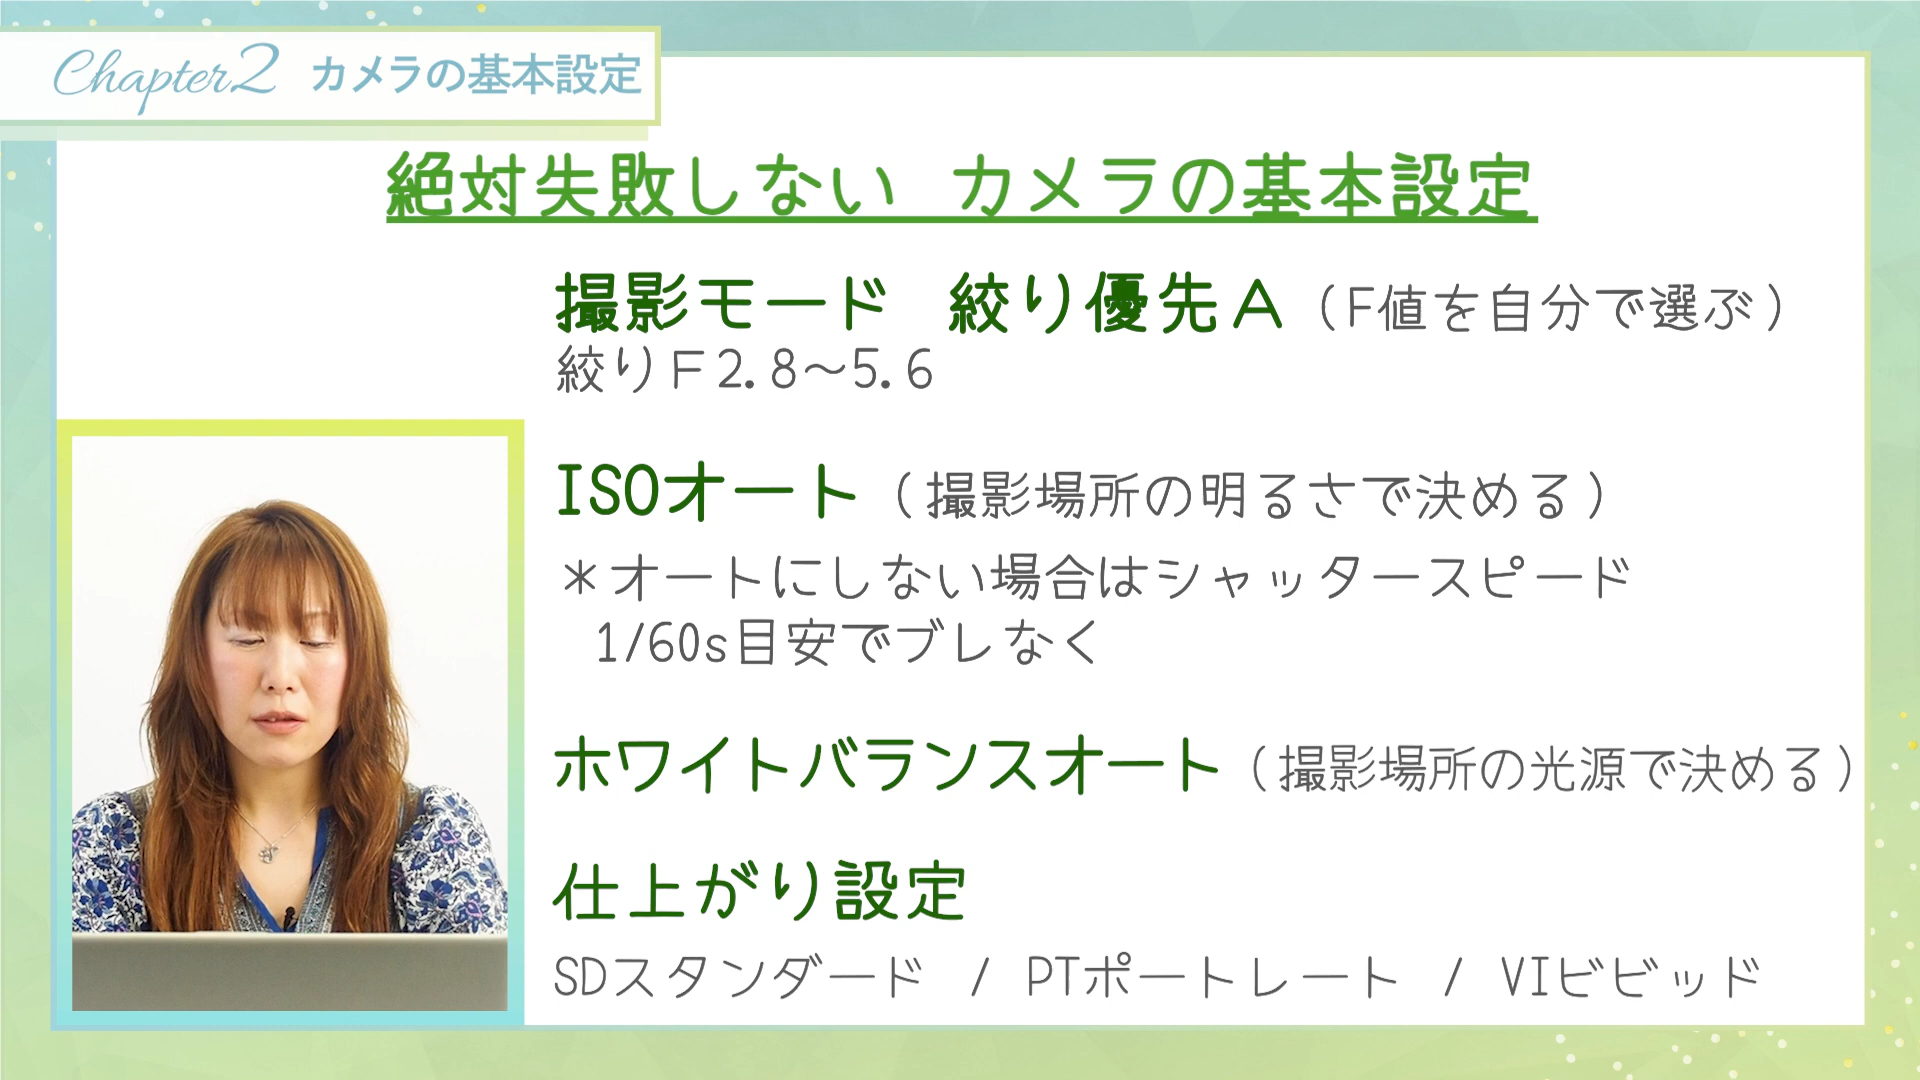 Chapter2 カメラの基本設定
絶対失敗しない カメラの基本設定
撮影モード 絞り優先A（F値を自分で選ぶ）
絞りF2.8～5.6
ISOオート（撮影場所の明るさで決める）
＊オートにしない場合はシャッタースピード
1/60s目安でブレなく
ホワイトバランスオート（撮影場所の光源で決める）
仕上がり設定
SDスタンダード / PTポートレート / VIビビッド